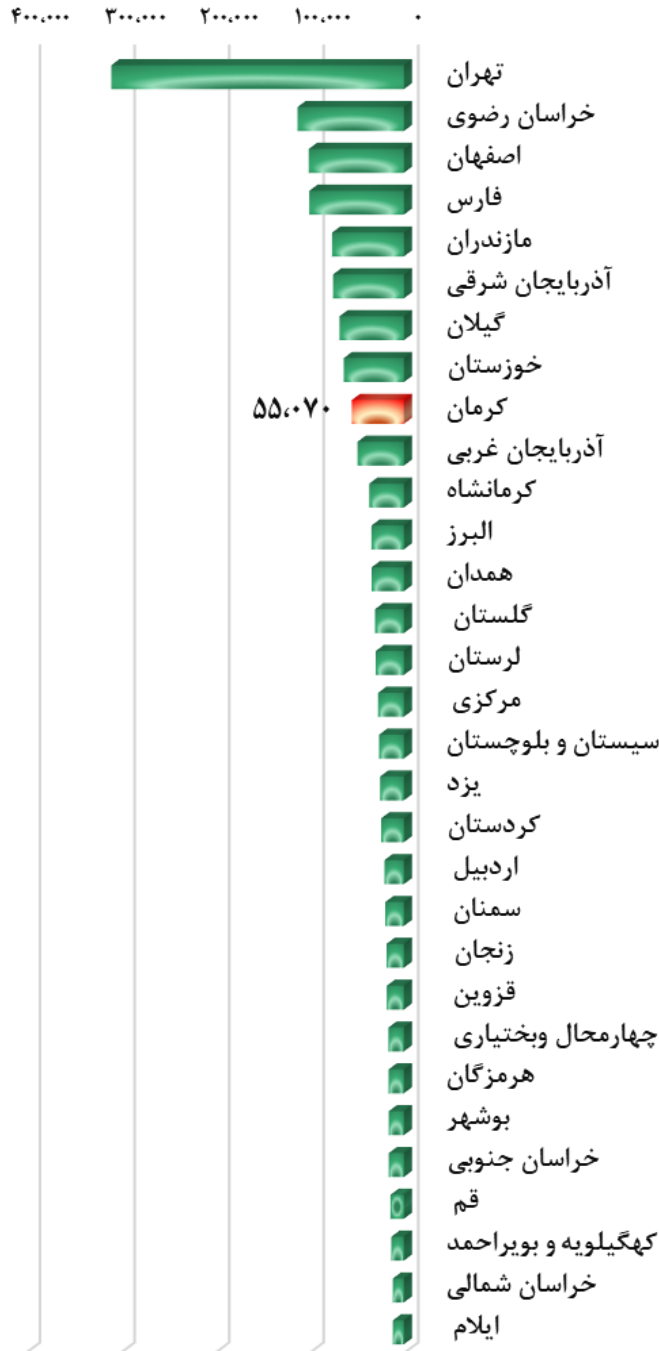 ۴۰۰،۰۰۰ ۳۰۰،۰۰۰ ۲۰۰،۰۰۰ ۱۰۰،۰۰۰ ۰
تهران
خراسان رضوی
اصفهان
فارس
مازندران
آذربایجان شرقی
گیلان
خوزستان
کرمان ۵۵،۰۷۰
آذربایجان غربی
کرمانشاه
البرز
همدان
گلستان
لرستان
مرکزی
سیستان و بلوچستان
یزد
کردستان
اردبیل
سمنان
زنجان
قزوین
چهارمحال وبختیاری
هرمزگان
بوشهر
خراسان جنوبی
قم
کهگیلویه و بویراحمد
خراسان شمالی
ایلام